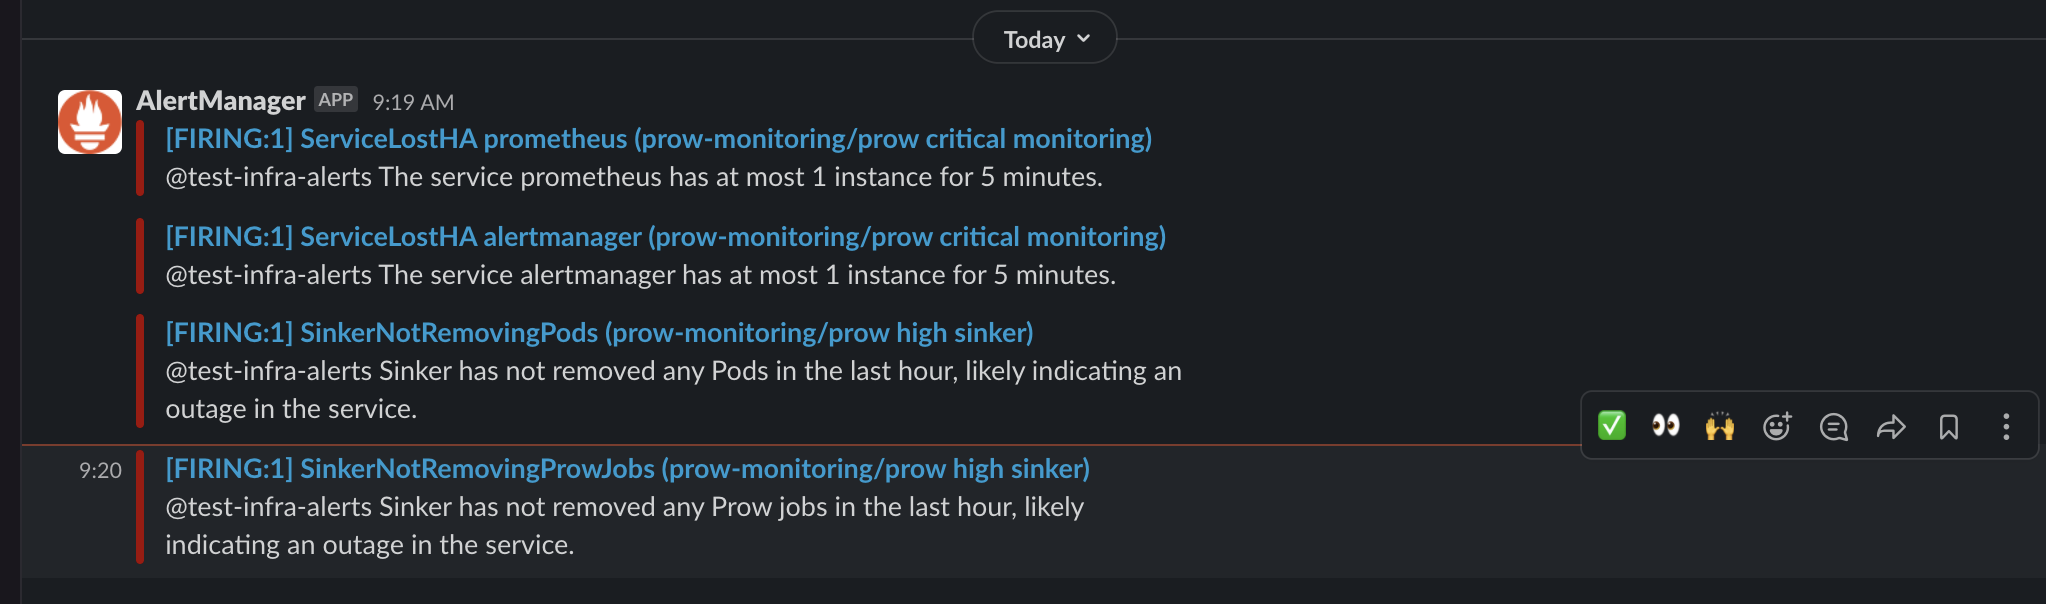 Today
AlertManager APP 9:19 AM
[FIRING:1] ServiceLostHA prometheus (prow-monitoring/prow critical monitoring)
@test-infra-alerts The service prometheus has at most 1 instance for 5 minutes.
[FIRING:1] ServiceLostHA alertmanager (prow-monitoring/prow critical monitoring)
@test-infra-alerts The service alertmanager has at most 1 instance for 5 minutes.
[FIRING:1] SinkerNotRemovingPods (prow-monitoring/prow high sinker)
@test-infra-alerts Sinker has not removed any Pods in the last hour, likely indicating an
outage in the service.
9:20 [FIRING:1] SinkerNotRemovingProwJobs (prow-monitoring/prow high sinker)
@test-infra-alerts Sinker has not removed any Prow jobs in the last hour, likely
indicating an outage in the service.